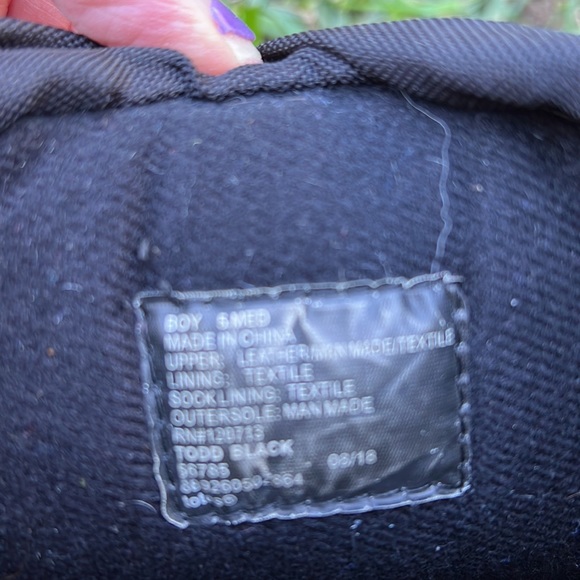 BOY 6 MED
MADE IN CHINA
UPPER: LEATHER/MAN MADE/TEXTILE
LINING: TEXTILE
SOCK LINING: TEXTILE
OUTERSOLE: MAN MADE
RN#120713
TODD BLACK
06/18